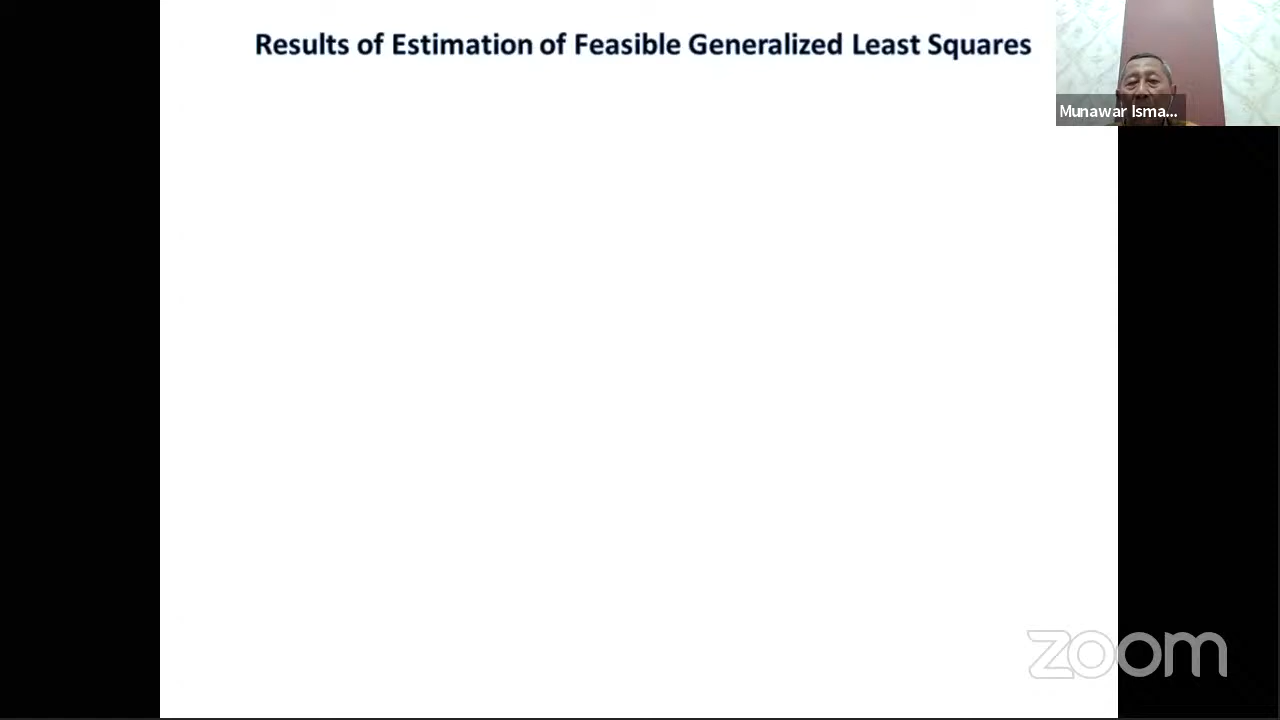 Results of Estimation of Feasible Generalized Least Squares
Munawar Isma...
zoom